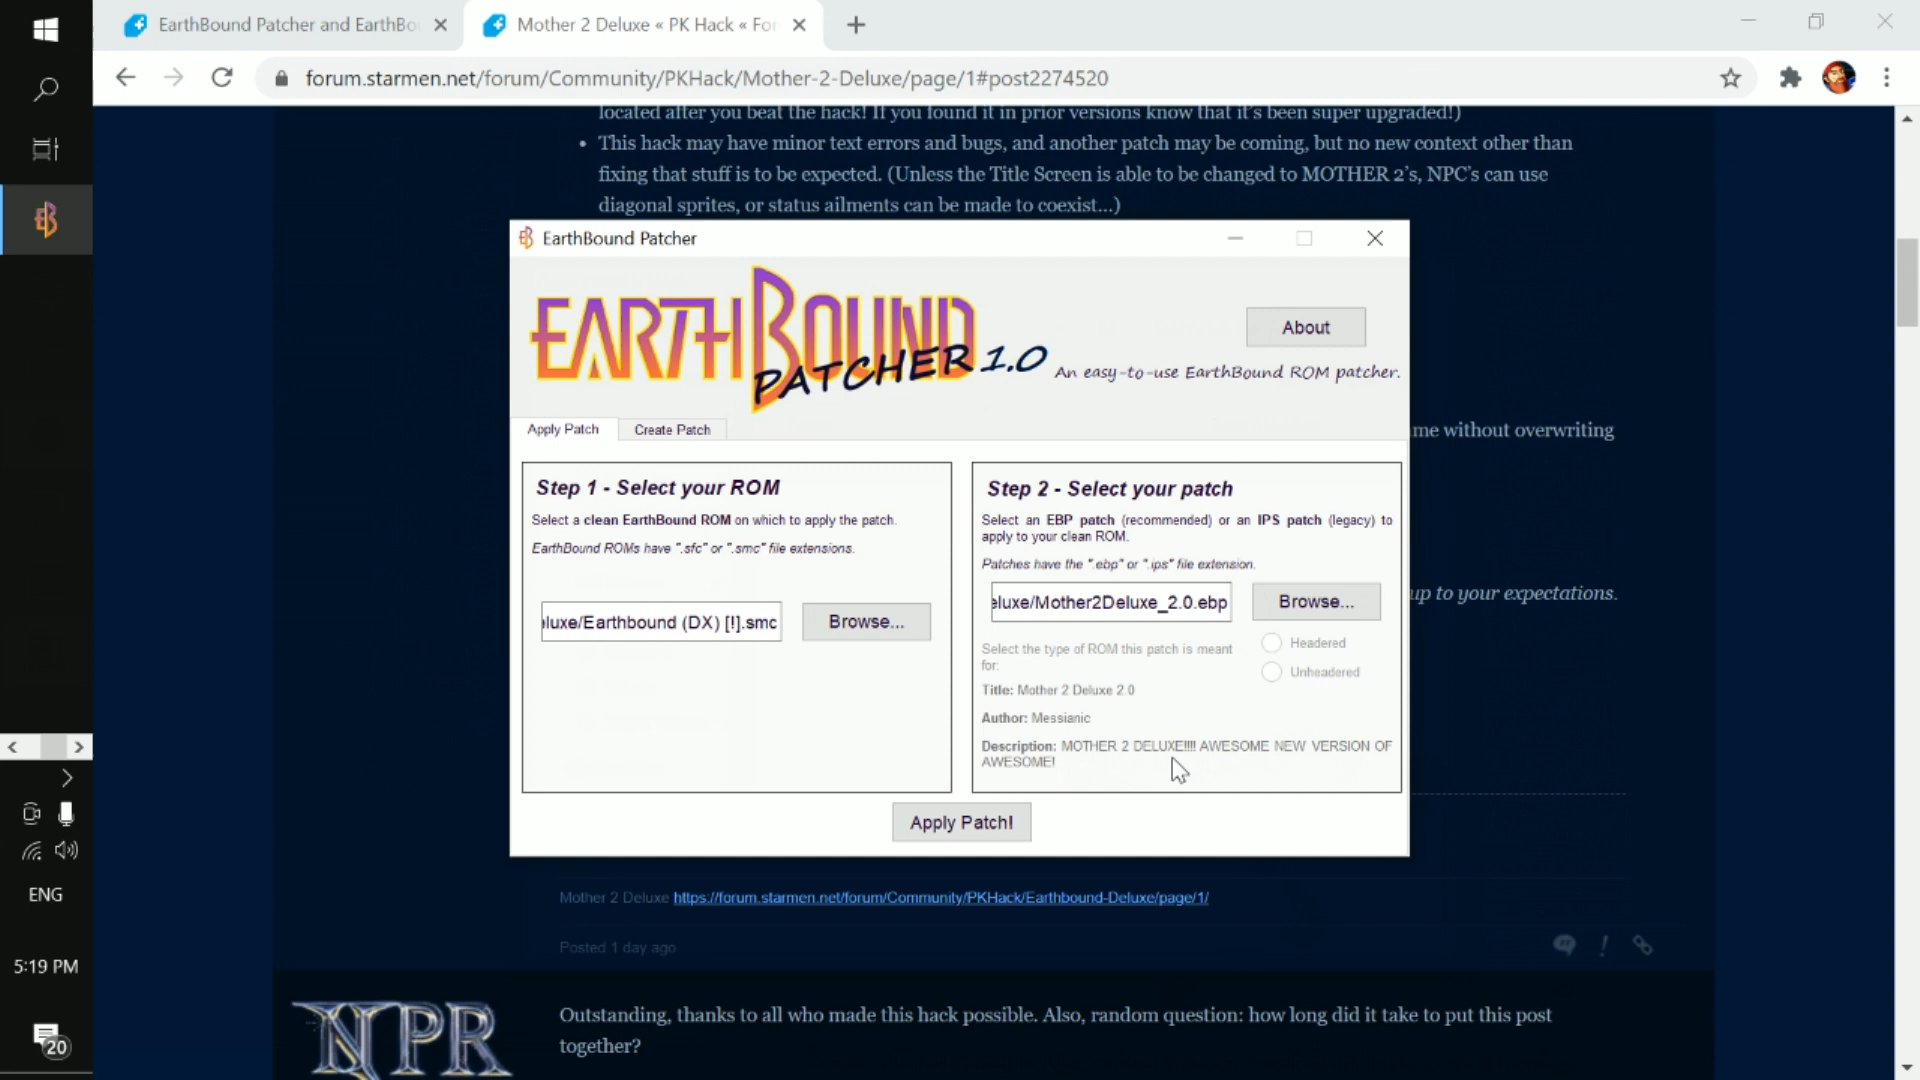 EarthBound Patcher and EarthBo
Mother 2 Deluxe « PK Hack « For
forum.starmen.net/forum/Community/PKHack/Mother-2-Deluxe/page/1#post2274520
located after you beat the hack! If you found it in prior versions know that it's been super upgraded!)
• This hack may have minor text errors and bugs, and another patch may be coming, but no new context other than
fixing that stuff is to be expected. (Unless the Title Screen is able to be changed to MOTHER 2's, NPC's can use
diagonal sprites, or status ailments can be made to coexist...)
EarthBound Patcher
EARTHBOUND
PATCHER 1.0
About
An easy-to-use EarthBound ROM patcher.
Apply Patch
Create Patch
me without overwriting
Step 1 - Select your ROM
Select a clean EarthBound ROM on which to apply the patch.
EarthBound ROMs have ".sfc" or ".smc" file extensions.
luxe/Earthbound (DX) [!].smc
Browse...
Step 2 - Select your patch
Select an EBP patch (recommended) or an IPS patch (legacy) to
apply to your clean ROM.
Patches have the ".ebp" or ".ips" file extension.
eluxe/Mother2Deluxe_2.0.ebp
Browse...
up to your expectations.
Select the type of ROM this patch is meant
for:
Headered
Unheadered
Title: Mother 2 Deluxe 2.0
Author: Messianic
Description: MOTHER 2 DELUXE!!!! AWESOME NEW VERSION OF
AWESOME!
Apply Patch!
Mother 2 Deluxe https://forum.starmen.net/forum/Community/PKHack/Earthbound-Deluxe/page/1/
Posted 1 day ago
NPR
Outstanding, thanks to all who made this hack possible. Also, random question: how long did it take to put this post
together?
ENG
5:19 PM
20